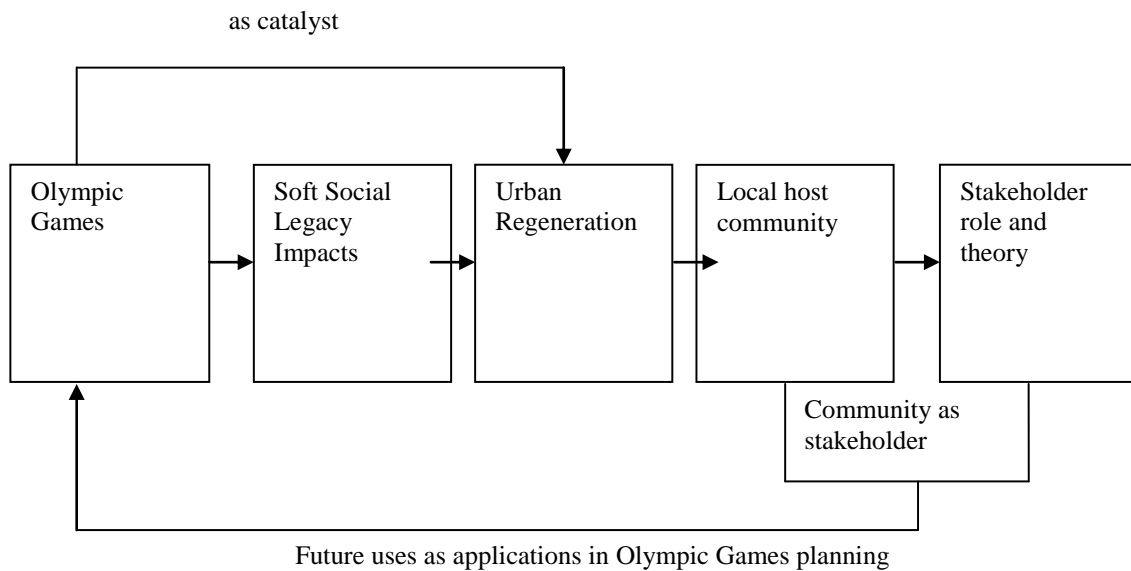 as catalyst
Olympic
Games
Soft Social
Legacy
Impacts
Urban
Regeneration
Local host
community
Stakeholder
role and
theory
Community as
stakeholder
Future uses as applications in Olympic Games planning